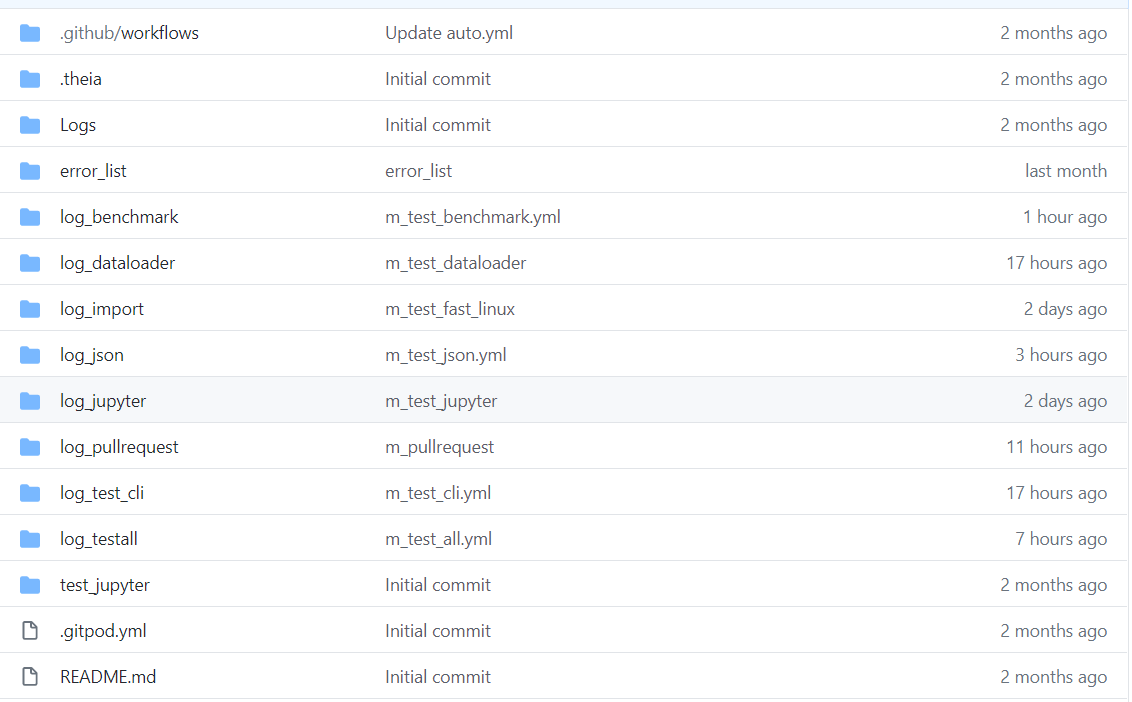 .github/workflows Update auto.yml 2 months ago
.theia Initial commit 2 months ago
Logs Initial commit 2 months ago
error_list error_list last month
log_benchmark m_test_benchmark.yml 1 hour ago
log_dataloader m_test_dataloader 17 hours ago
log_import m_test_fast_linux 2 days ago
log_json m_test_json.yml 3 hours ago
log_jupyter m_test_jupyter 2 days ago
log_pullrequest m_pullrequest 11 hours ago
log_test_cli m_test_cli.yml 17 hours ago
log_testall m_test_all.yml 7 hours ago
test_jupyter Initial commit 2 months ago
.gitpod.yml Initial commit 2 months ago
README.md Initial commit 2 months ago